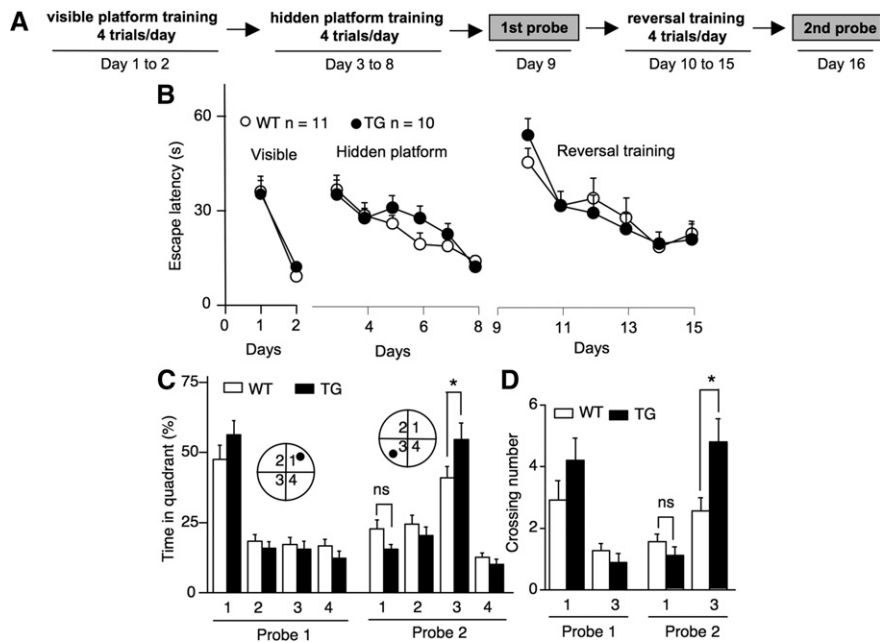 A
visible platform training
4 trials/day
Day 1 to 2
hidden platform training
4 trials/day
Day 3 to 8
1st probe
Day 9
reversal training
4 trials/day
Day 10 to 15
2nd probe
Day 16
B
Escape latency (s)
60
30
0
WT n = 11
TG n = 10
Visible
Hidden platform
Reversal training
0 1 2
4 6 8
9 11 13 15
Days
Days
Days
C
Time in quadrant (%)
75
50
25
0
WT
TG
2 1
3 4
2 1
3 4
ns
*
1 2 3 4
1 2 3 4
Probe 1
Probe 2
D
Crossing number
6
4
2
0
WT
TG
ns
*
1 3
1 3
Probe 1
Probe 2